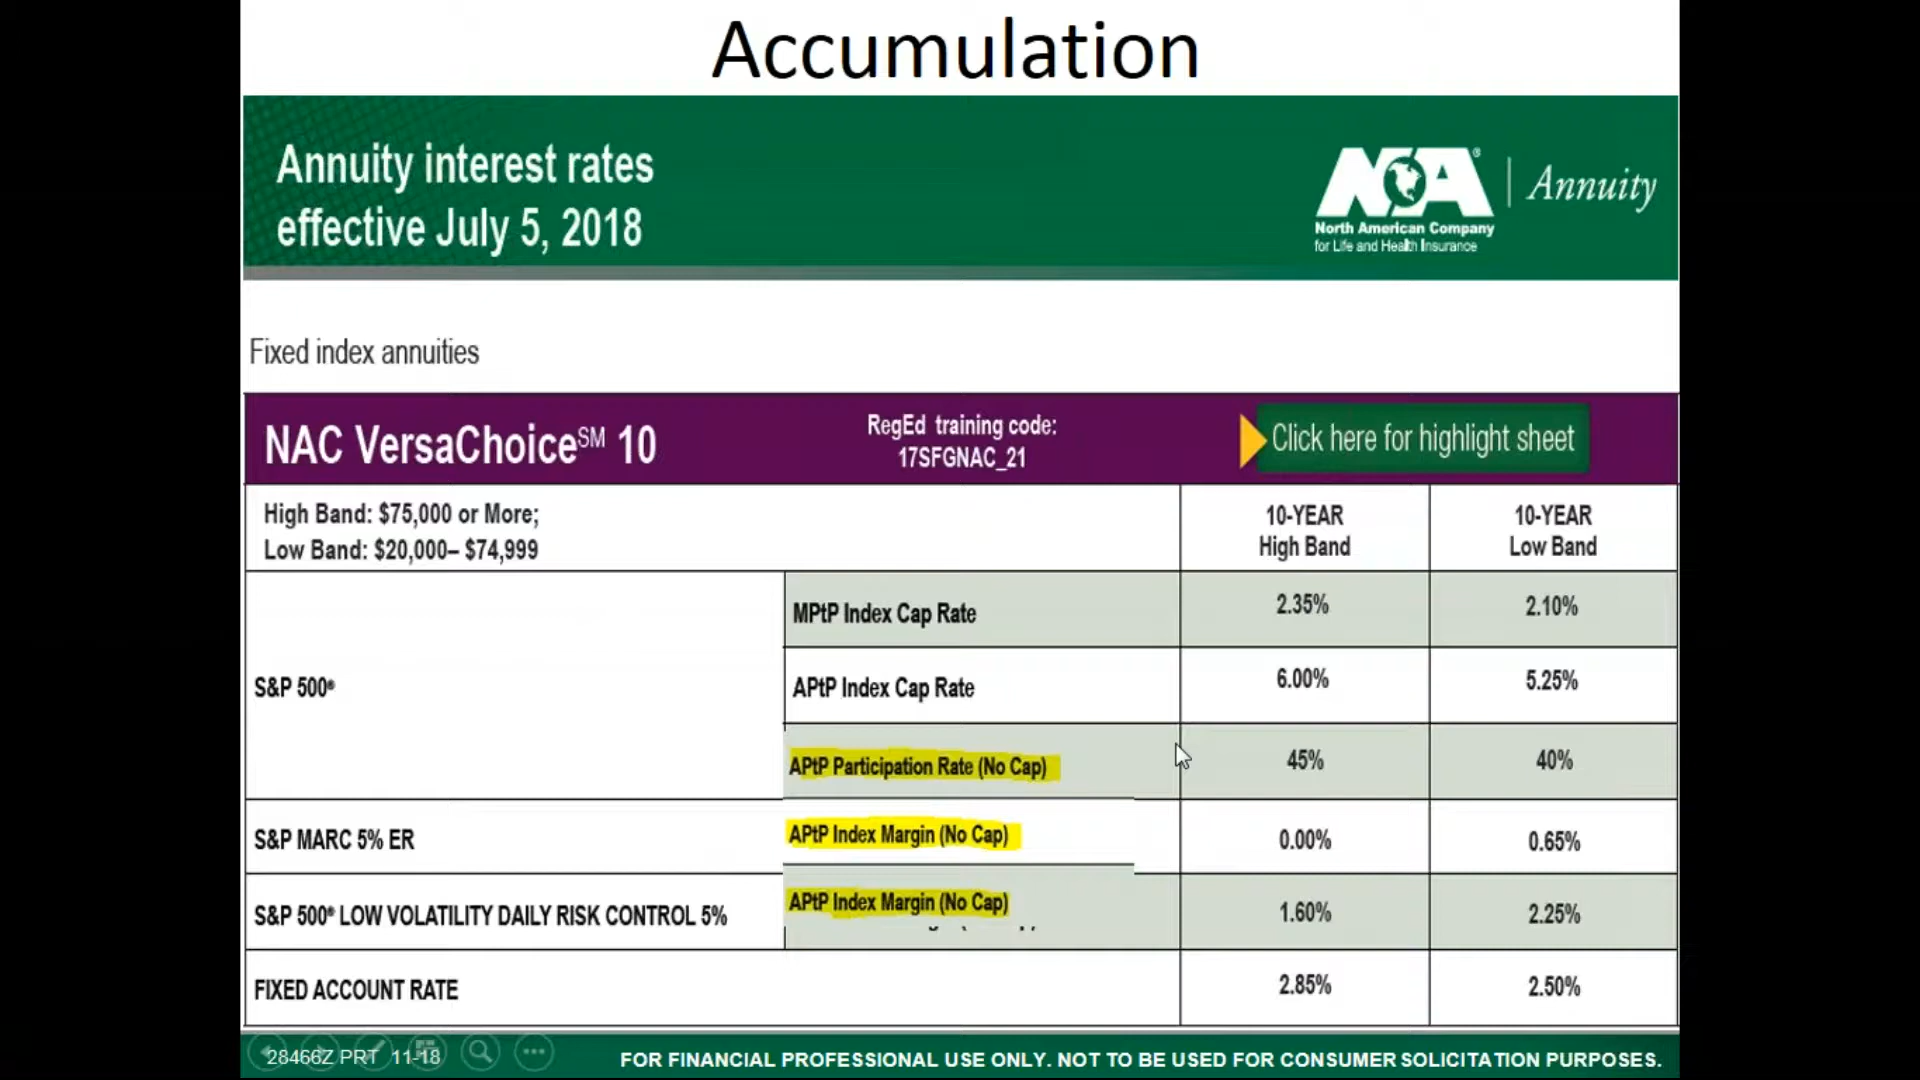 Accumulation
Annuity interest rates
effective July 5, 2018
NA®
Annuity
North American Company
for Life and Health Insurance
Fixed index annuities
NAC VersaChoice℠ 10
RegEd training code:
17SFGNAC_21
Click here for highlight sheet
High Band: $75,000 or More;
Low Band: $20,000– $74,999
10-YEAR
High Band
10-YEAR
Low Band
S&P 500®
MPtP Index Cap Rate
2.35%
2.10%
APtP Index Cap Rate
6.00%
5.25%
APtP Participation Rate (No Cap)
45%
40%
S&P MARC 5% ER
APtP Index Margin (No Cap)
0.00%
0.65%
S&P 500® LOW VOLATILITY DAILY RISK CONTROL 5%
APtP Index Margin (No Cap)
1.60%
2.25%
FIXED ACCOUNT RATE
2.85%
2.50%
28466Z PRT 11-18
FOR FINANCIAL PROFESSIONAL USE ONLY. NOT TO BE USED FOR CONSUMER SOLICITATION PURPOSES.